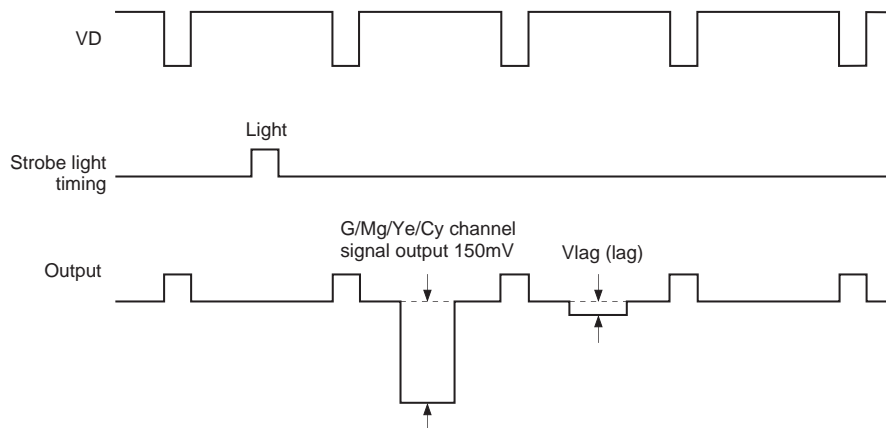 VD
Light
Strobe light
timing
G/Mg/Ye/Cy channel
signal output 150mV
Vlag (lag)
Output